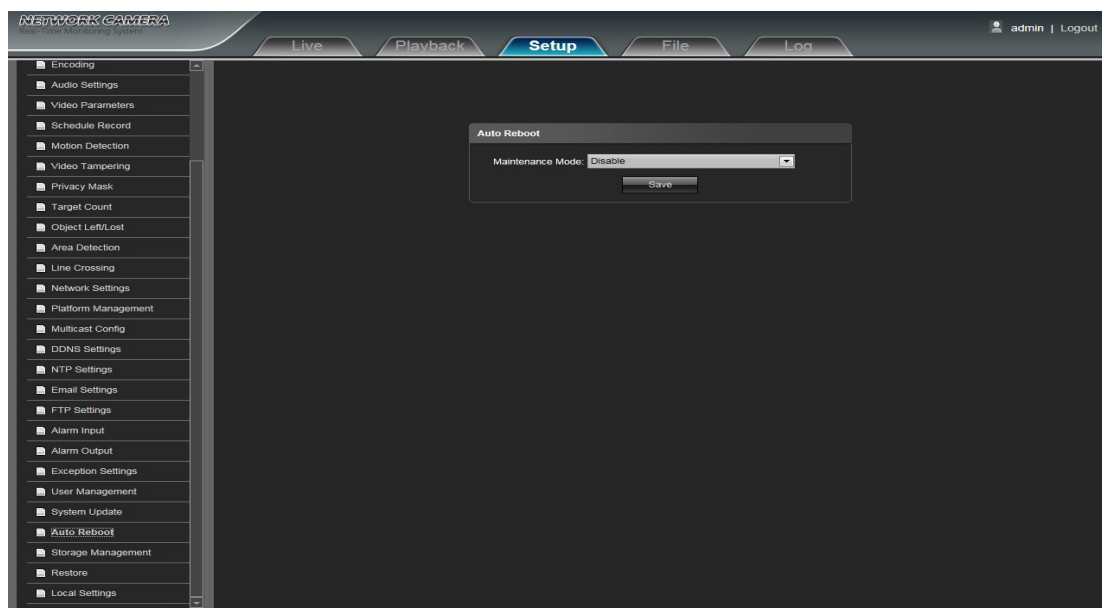 NETWORK CAMERA
Real-Time Monitoring System
admin | Logout
Live
Playback
Setup
File
Log
Encoding
Audio Settings
Video Parameters
Schedule Record
Motion Detection
Video Tampering
Privacy Mask
Target Count
Object Left/Lost
Area Detection
Line Crossing
Network Settings
Platform Management
Multicast Config
DDNS Settings
NTP Settings
Email Settings
FTP Settings
Alarm Input
Alarm Output
Exception Settings
User Management
System Update
Auto Reboot
Storage Management
Restore
Local Settings
Auto Reboot
Maintenance Mode: Disable
Save